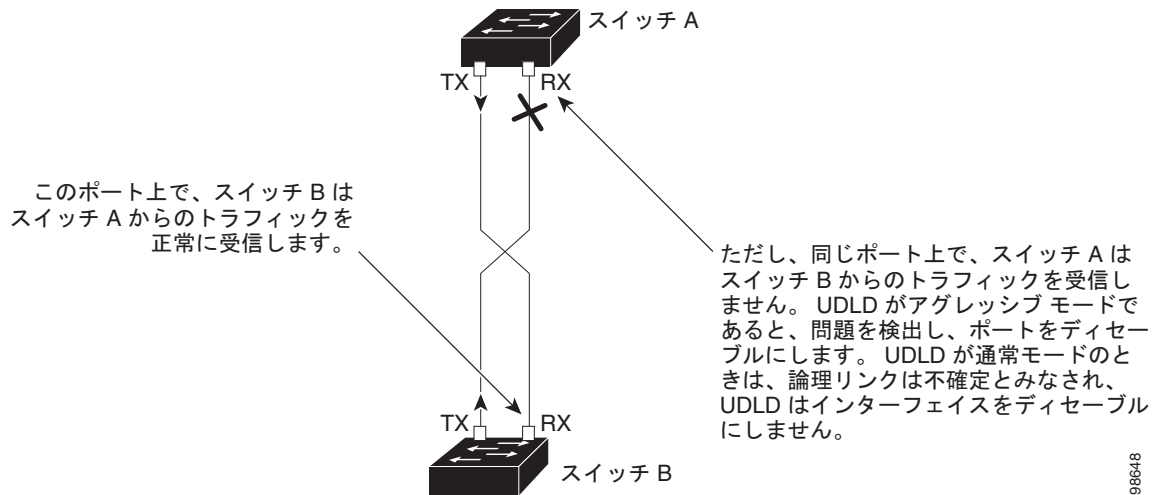 スイッチ A
TX
RX
このポート上で、スイッチ B は
スイッチ A からのトラフィックを
正常に受信します。
ただし、同じポート上で、スイッチ A は
スイッチ B からのトラフィックを受信し
ません。 UDLD がアグレッシブ モードで
あると、問題を検出し、ポートをディセー
ブルにします。 UDLD が通常モードのと
きは、論理リンクは不確定とみなされ、
UDLD はインターフェイスをディセーブル
にしません。
TX
RX
スイッチ B
98648